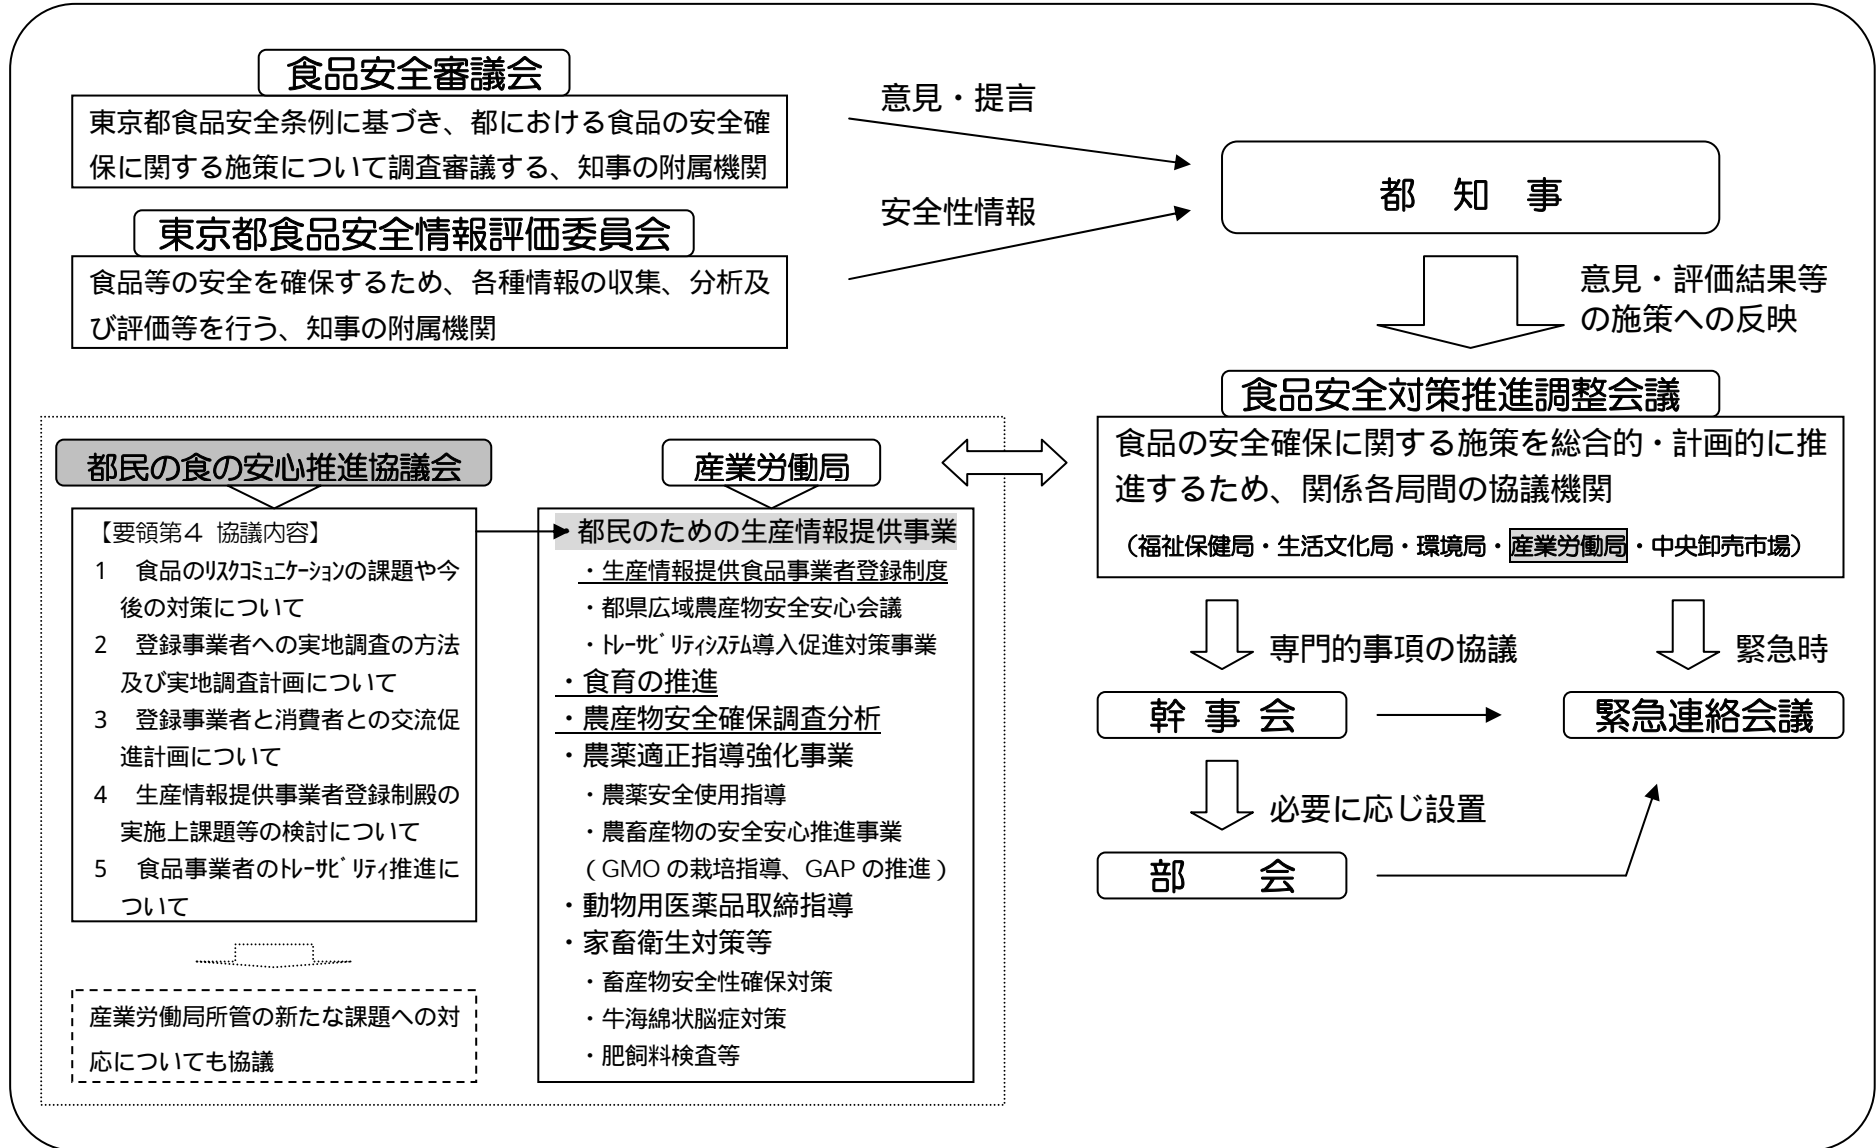 食品安全審議会
東京都食品安全条例に基づき、都における食品の安全確
保に関する施策について調査審議する、知事の附属機関
東京都食品安全情報評価委員会
食品等の安全を確保するため、各種情報の収集、分析及
び評価等を行う、知事の附属機関
意見・提言
安全性情報
都 知 事
意見・評価結果等
の施策への反映
食品安全対策推進調整会議
食品の安全確保に関する施策を総合的・計画的に推
進するため、関係各局間の協議機関
（福祉保健局・生活文化局・環境局・産業労働局・中央卸売市場）
専門的事項の協議
緊急時
幹 事 会
緊急連絡会議
必要に応じ設置
部 会
都民の食の安心推進協議会
【要領第４ 協議内容】
1 食品のﾘｽｸｺﾐｭﾆｹｰｼｮﾝの課題や今
後の対策について
2 登録事業者への実地調査の方法
及び実地調査計画について
3 登録事業者と消費者との交流促
進計画について
4 生産情報提供事業者登録制殿の
実施上課題等の検討について
5 食品事業者のﾄﾚｰｻﾋﾞﾘﾃｨ推進に
ついて
産業労働局所管の新たな課題への対
応についても協議
産業労働局
・都民のための生産情報提供事業
・生産情報提供食品事業者登録制度
・都県広域農産物安全安心会議
・ﾄﾚｰｻﾋﾞﾘﾃｨｼｽﾃﾑ導入促進対策事業
・食育の推進
・農産物安全確保調査分析
・農薬適正指導強化事業
・農薬安全使用指導
・農畜産物の安全安心推進事業
（GMO の栽培指導、GAP の推進）
・動物用医薬品取締指導
・家畜衛生対策等
・畜産物安全性確保対策
・牛海綿状脳症対策
・肥飼料検査等